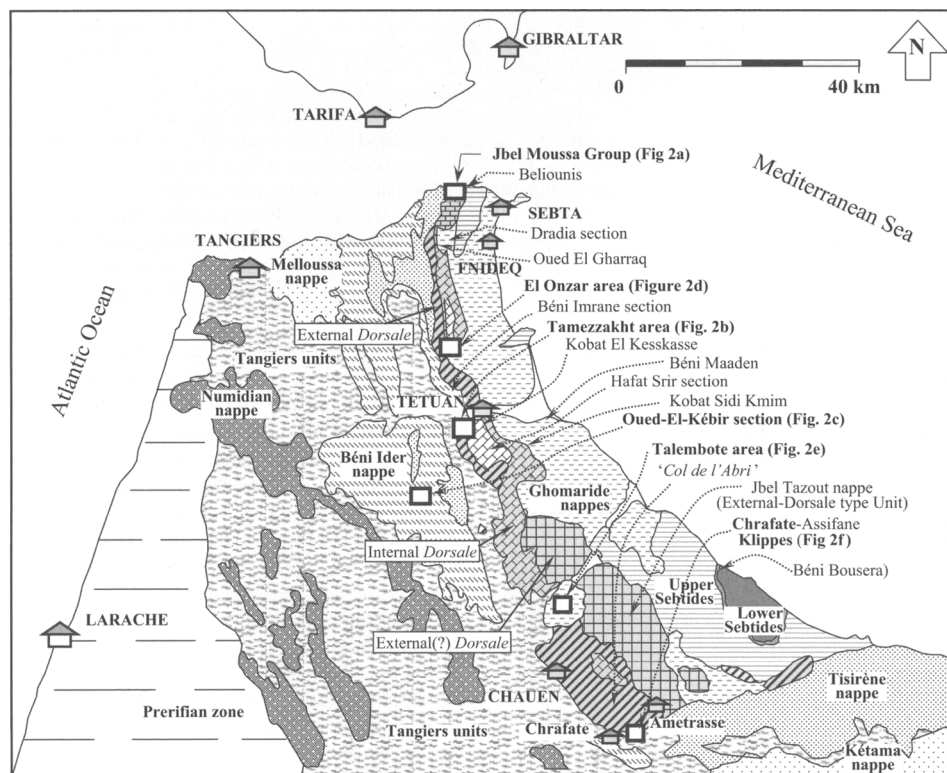 GIBRALTAR
N
0
40 km
TARIFA
Mediterranean Sea
Jbel Moussa Group (Fig 2a)
Beliounis
SEBTA
Dradia section
Oued El Gharraq
FNIDEQ
TANGIERS
Melloussa
nappe
El Onzar area (Figure 2d)
Béni Imrane section
External Dorsale
Tamezzakht area (Fig. 2b)
Kobat El Kesskasse
Béni Maaden
Hafat Srir section
Kobat Sidi Kmim
Atlantic Ocean
Tangiers units
Numidian
nappe
TETUAN
Oued-El-Kébir section (Fig. 2c)
Talembote area (Fig. 2e)
'Col de l'Abri'
Jbel Tazout nappe
(External-Dorsale type Unit)
Chrafate-Assifane
Klippes (Fig 2f)
Béni Bousera)
Béni Ider
nappe
Ghomaride
nappes
Internal Dorsale
Upper
Sebtides
Lower
Sebtides
LARACHE
External(?) Dorsale
CHAUEN
Tisirène
nappe
Prerifian zone
Tangiers units
Chrafate
Ametrasse
Kétama
nappe